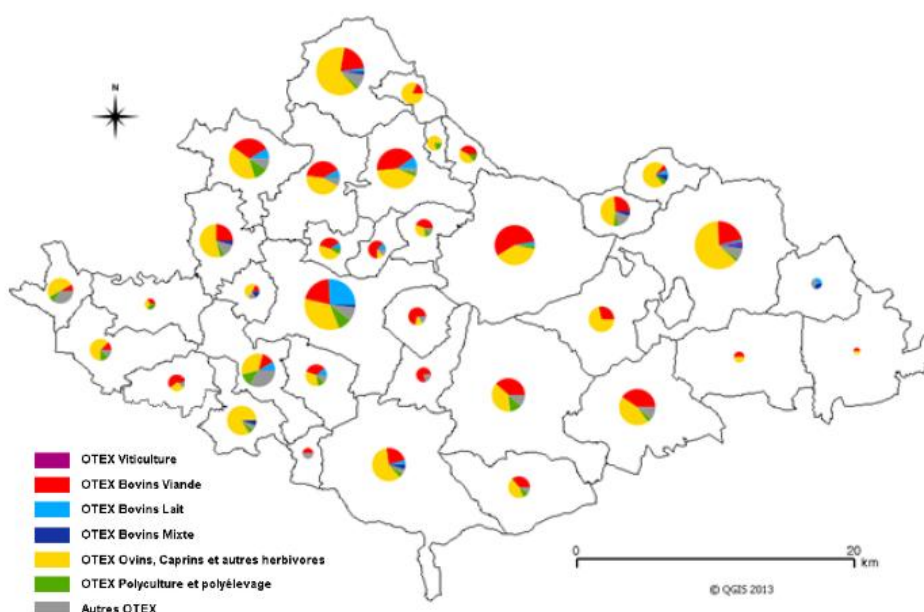 N
OTEX Viticulture
OTEX Bovins Viande
OTEX Bovins Lait
OTEX Bovins Mixte
OTEX Ovins, Caprins et autres herbivores
OTEX Polyculture et polyélevage
Autres OTEX
0 20
km
© QGIS 2013